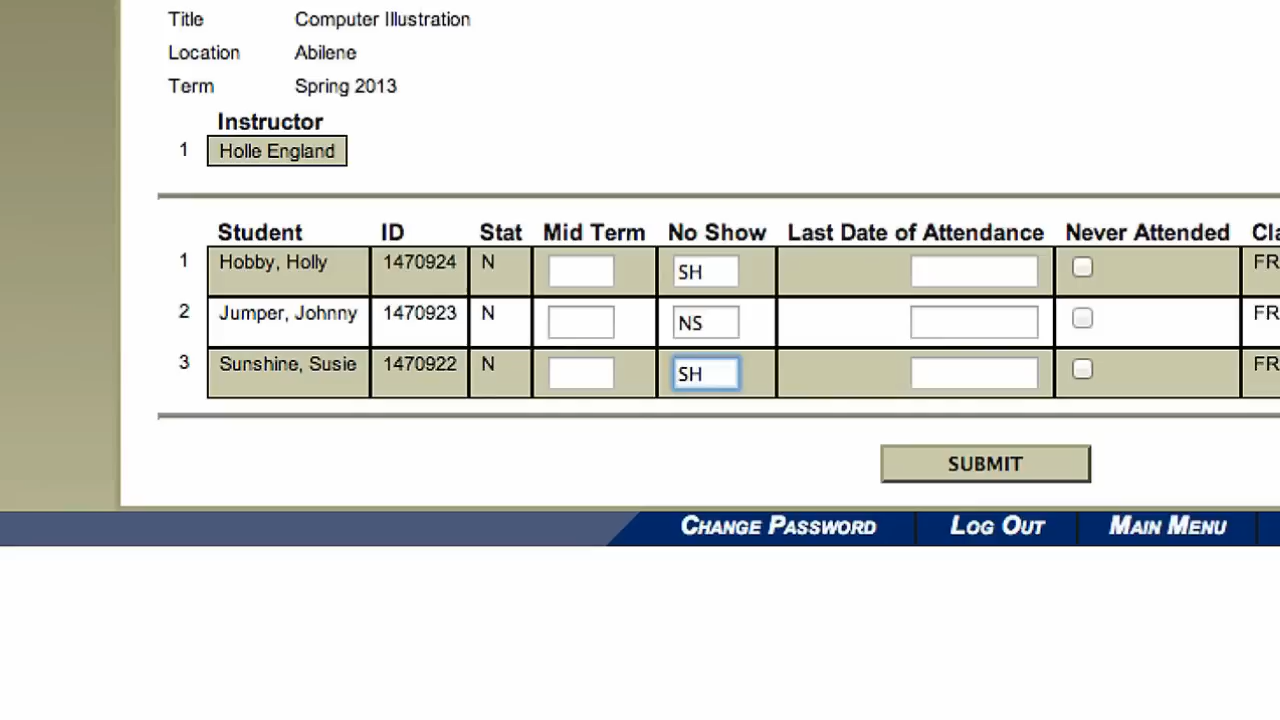 Title Computer Illustration
Location Abilene
Term Spring 2013
Instructor
1 Holle England
Student ID Stat Mid Term No Show Last Date of Attendance Never Attended Cla
1 Hobby, Holly 1470924 N SH FR
2 Jumper, Johnny 1470923 N NS FR
3 Sunshine, Susie 1470922 N SH FR
SUBMIT
CHANGE PASSWORD LOG OUT MAIN MENU